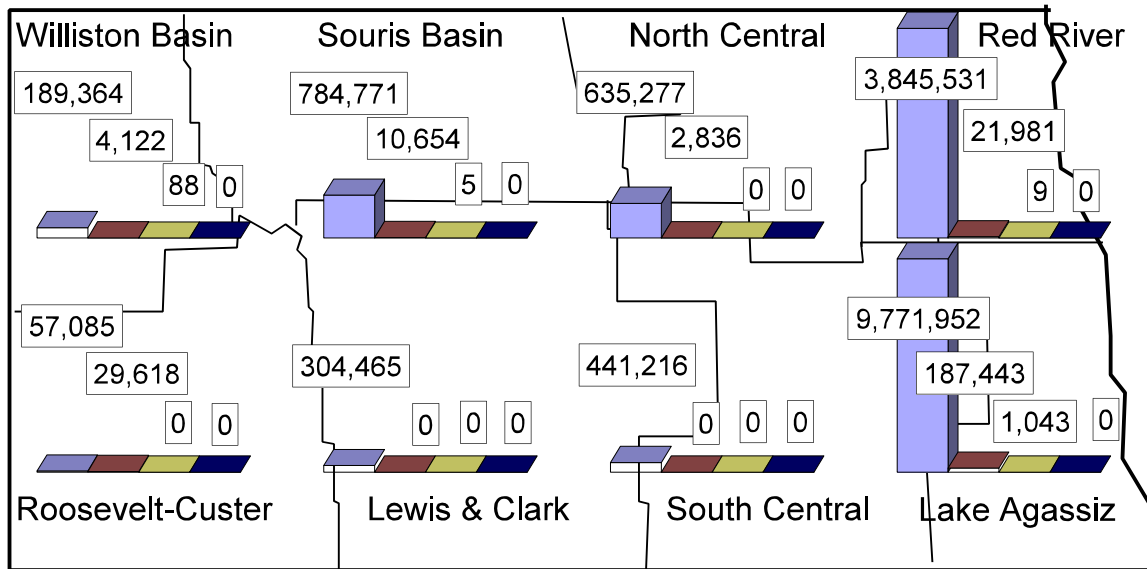 Williston Basin Souris Basin North Central Red River
189,364 784,771 635,277 3,845,531
4,122 10,654 2,836 21,981
88 0 5 0 0 0 9 0
57,085 304,465 441,216 9,771,952
29,618 187,443
0 0 0 0 0 0 0 0 1,043 0
Roosevelt-Custer Lewis & Clark South Central Lake Agassiz